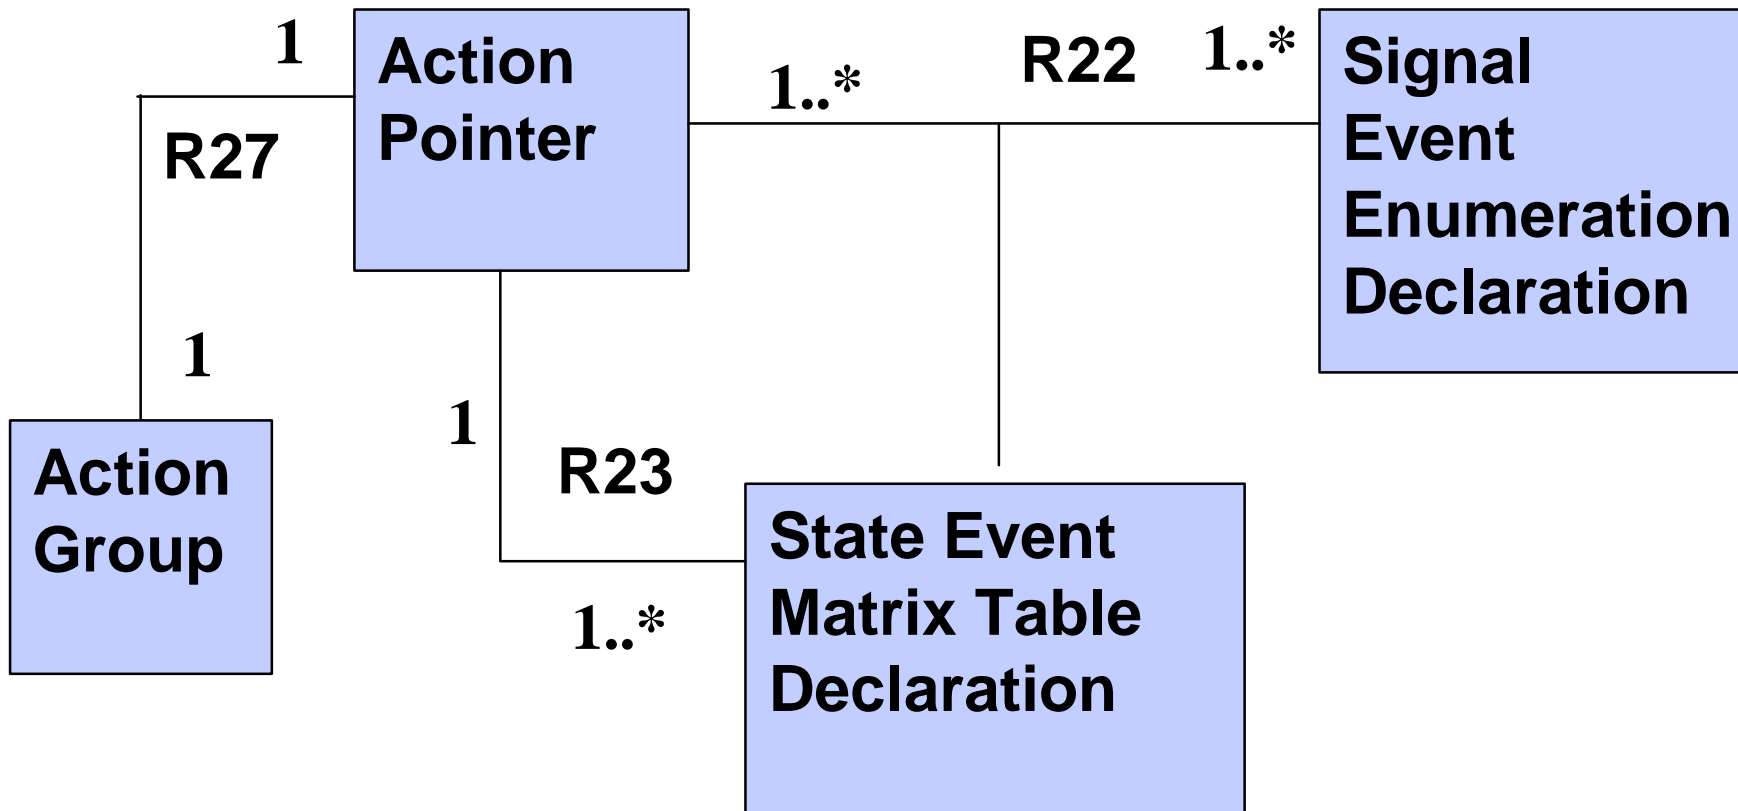 1
Action
Pointer
1..*
R22
1..*
Signal
Event
Enumeration
Declaration
R27
1
Action
Group
1
R23
1..*
State Event
Matrix Table
Declaration